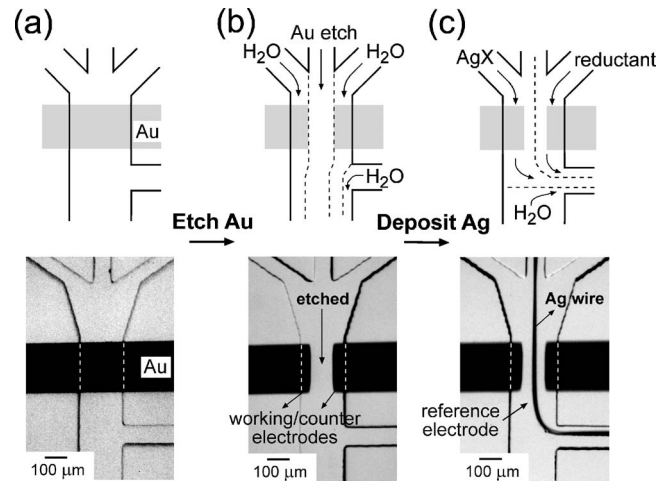 (a)
(b)
(c)
Au etch
H₂O
H₂O
AgX
reductant
Au
H₂O
H₂O
Etch Au
Deposit Ag
etched
Ag wire
Au
working/counter
electrodes
reference
electrode
100 μm
100 μm
100 μm